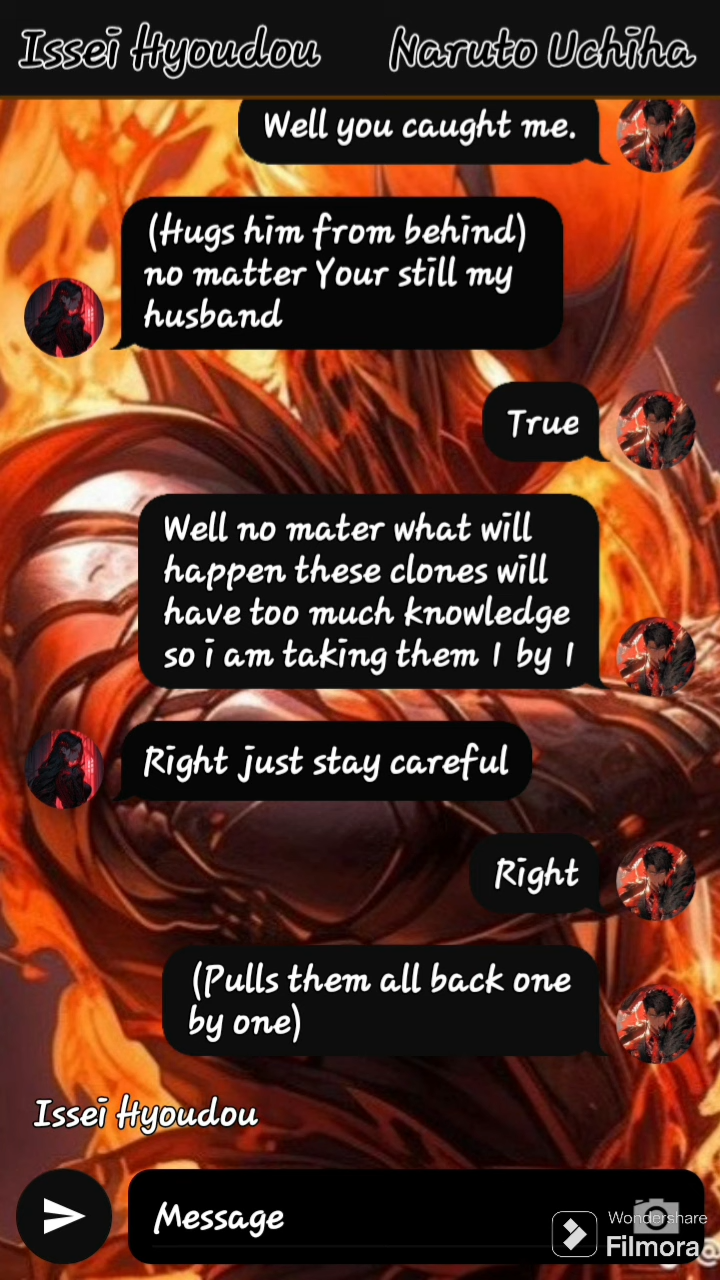 Issei Hyoudou
Naruto Uchiha
Well you caught me.
(Hugs him from behind)
no matter Your still my
husband
True
Well no mater what will
happen these clones will
have too much knowledge
so i am taking them 1 by 1
Right just stay careful
Right
(Pulls them all back one
by one)
Issei Hyoudou
Message
Wondershare
Filmora
@